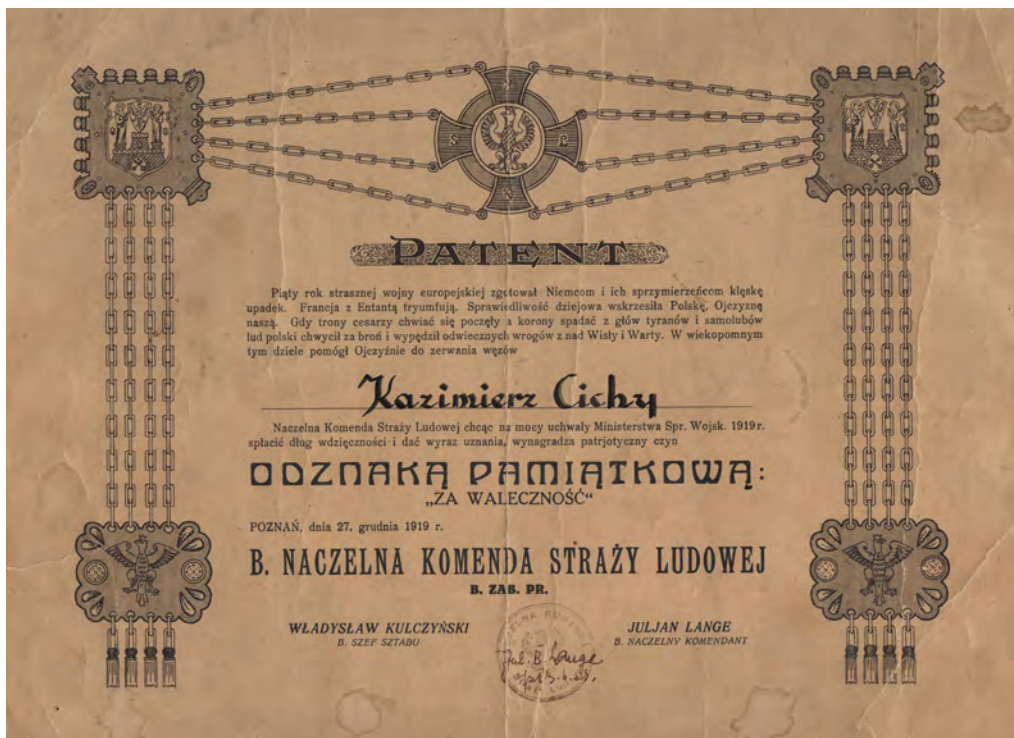 S L
N
PATENT
Piąty rok strasznej wojny europejskiej zgotował Niemcom i ich sprzymierzeńcom klęskę
upadek. Francja z Ententą tryumfują. Sprawiedliwość dziejowa wskrzesiła Polskę, Ojczyznę
naszą. Gdy trony cesarzy chwiać się poczęły a korony spadać z głów tyranów i samolubów
lud polski chwycił za broń i wypędził odwiecznych wrogów z nad Wisły i Warty. W wiekopomnym
tym dziele pomógł Ojczyźnie do zerwania węzów
Kazimierz Cichy
Naczelna Komenda Straży Ludowej chcąc na mocy uchwały Ministerstwa Spr. Wojsk. 1919 r.
spłacić dług wdzięczności i dać wyraz uznania, wynagradza patrjotyczny czyn
ODZNAKĄ PAMIĄTKOWĄ:
„ZA WALECZNOŚĆ“
POZNAŃ, dnia 27. grudnia 1919 r.
B. NACZELNA KOMENDA STRAŻY LUDOWEJ
B. ZAB. PR.
WŁADYSŁAW KULCZYŃSKI
B. SZEF SZTABU
JULJAN LANGE
B. NACZELNY KOMENDANT
Jul. B. Lange